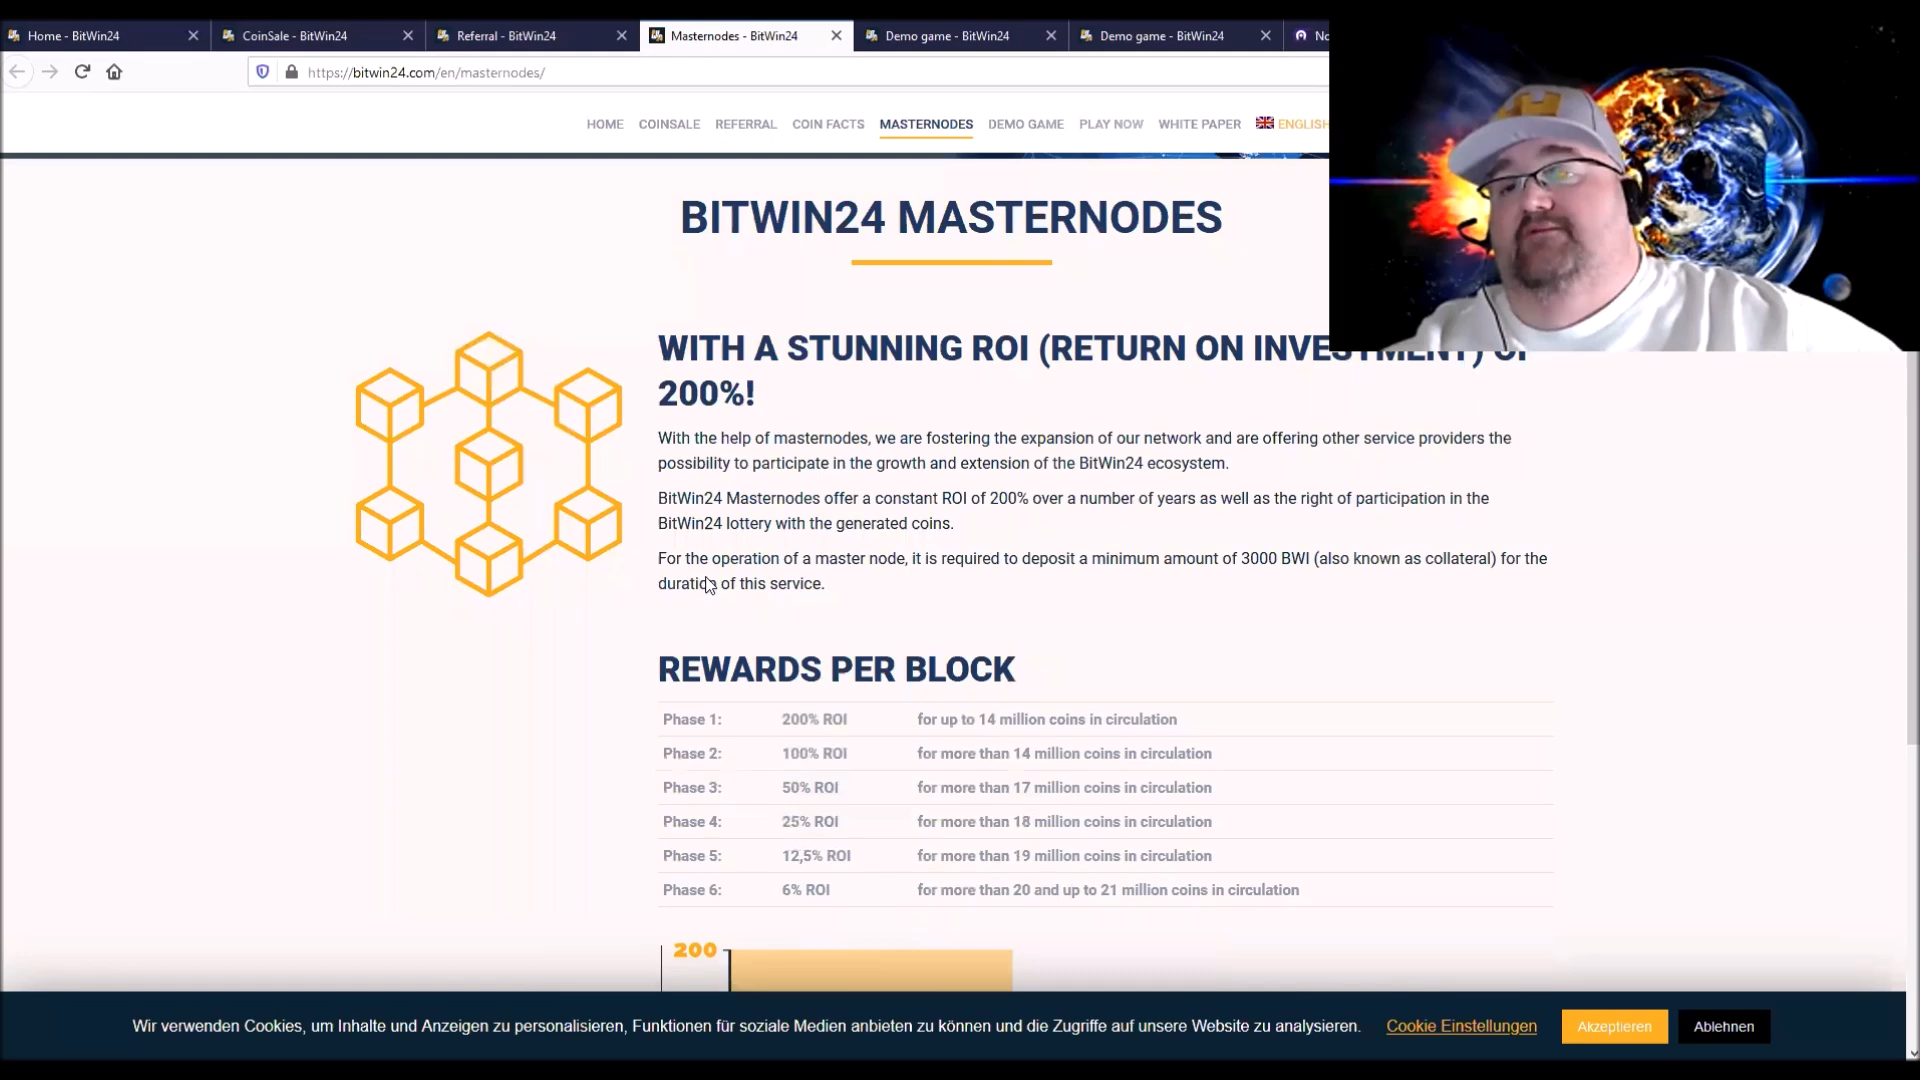 Home - BitWin24
CoinSale - BitWin24
Referral - BitWin24
Masternodes - BitWin24
Demo game - BitWin24
Demo game - BitWin24
No
https://bitwin24.com/en/masternodes/
HOME COINSALE REFERRAL COIN FACTS MASTERNODES DEMO GAME PLAY NOW WHITE PAPER ENGLISH
BITWIN24 MASTERNODES
WITH A STUNNING ROI (RETURN ON INVESTMENT) OF
200%!
With the help of masternodes, we are fostering the expansion of our network and are offering other service providers the
possibility to participate in the growth and extension of the BitWin24 ecosystem.
BitWin24 Masternodes offer a constant ROI of 200% over a number of years as well as the right of participation in the
BitWin24 lottery with the generated coins.
For the operation of a master node, it is required to deposit a minimum amount of 3000 BWI (also known as collateral) for the
duration of this service.
REWARDS PER BLOCK
Phase 1: 200% ROI for up to 14 million coins in circulation
Phase 2: 100% ROI for more than 14 million coins in circulation
Phase 3: 50% ROI for more than 17 million coins in circulation
Phase 4: 25% ROI for more than 18 million coins in circulation
Phase 5: 12,5% ROI for more than 19 million coins in circulation
Phase 6: 6% ROI for more than 20 and up to 21 million coins in circulation
200
Wir verwenden Cookies, um Inhalte und Anzeigen zu personalisieren, Funktionen für soziale Medien anbieten zu können und die Zugriffe auf unsere Website zu analysieren. Cookie Einstellungen Akzeptieren Ablehnen